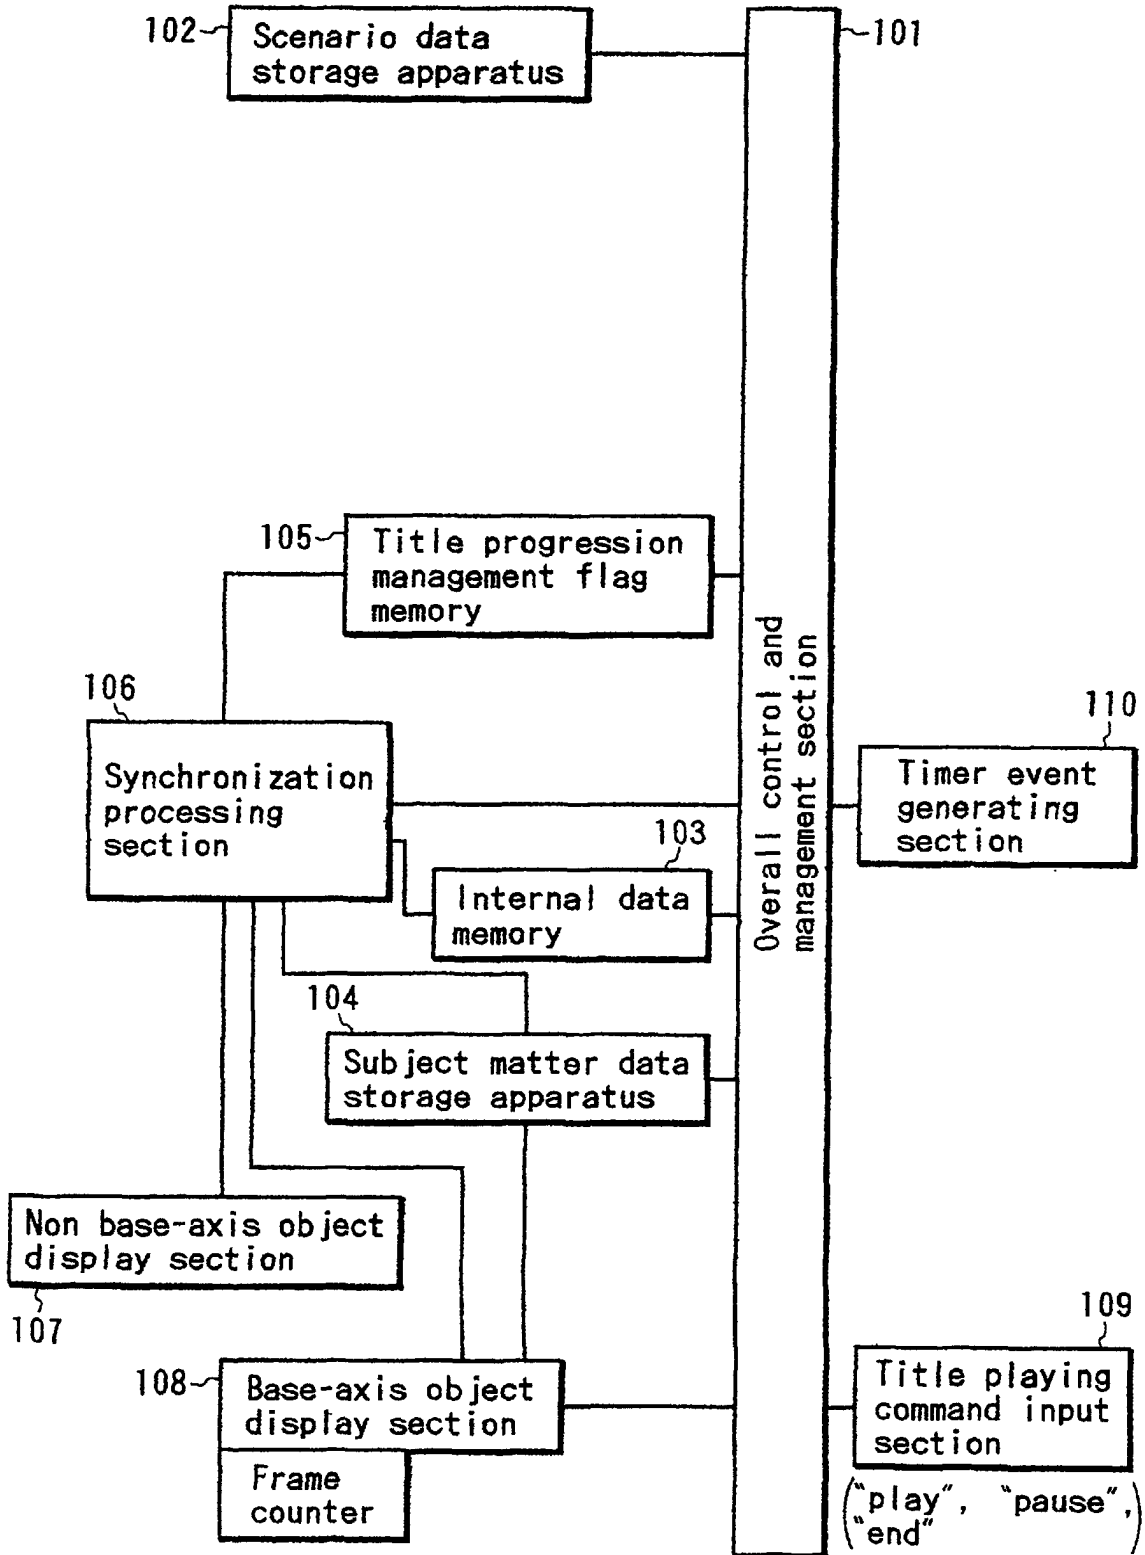 102
Scenario data
storage apparatus
101
105
Title progression
management flag
memory
106
Synchronization
processing
section
Overall control and
management section
110
Timer event
generating
section
103
Internal data
memory
104
Subject matter data
storage apparatus
Non base-axis object
display section
107
108
Base-axis object
display section
Frame
counter
109
Title playing
command input
section
("play", "pause",
"end")